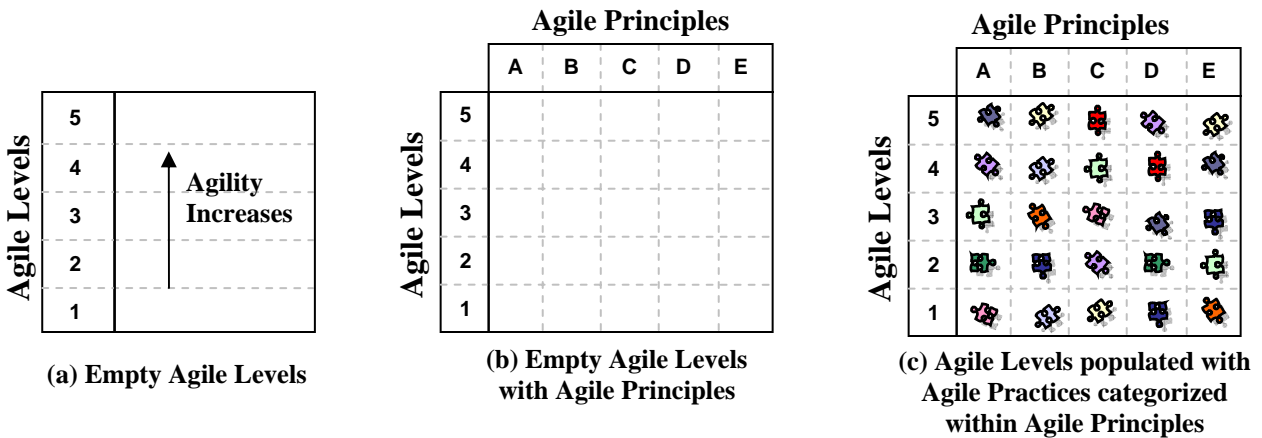 Agile Levels
5
4
3
2
1
Agility
Increases
(a) Empty Agile Levels
Agile Principles
A B C D E
Agile Levels
5
4
3
2
1
(b) Empty Agile Levels
with Agile Principles
Agile Principles
A B C D E
Agile Levels
5
4
3
2
1
(c) Agile Levels populated with
Agile Practices categorized
within Agile Principles